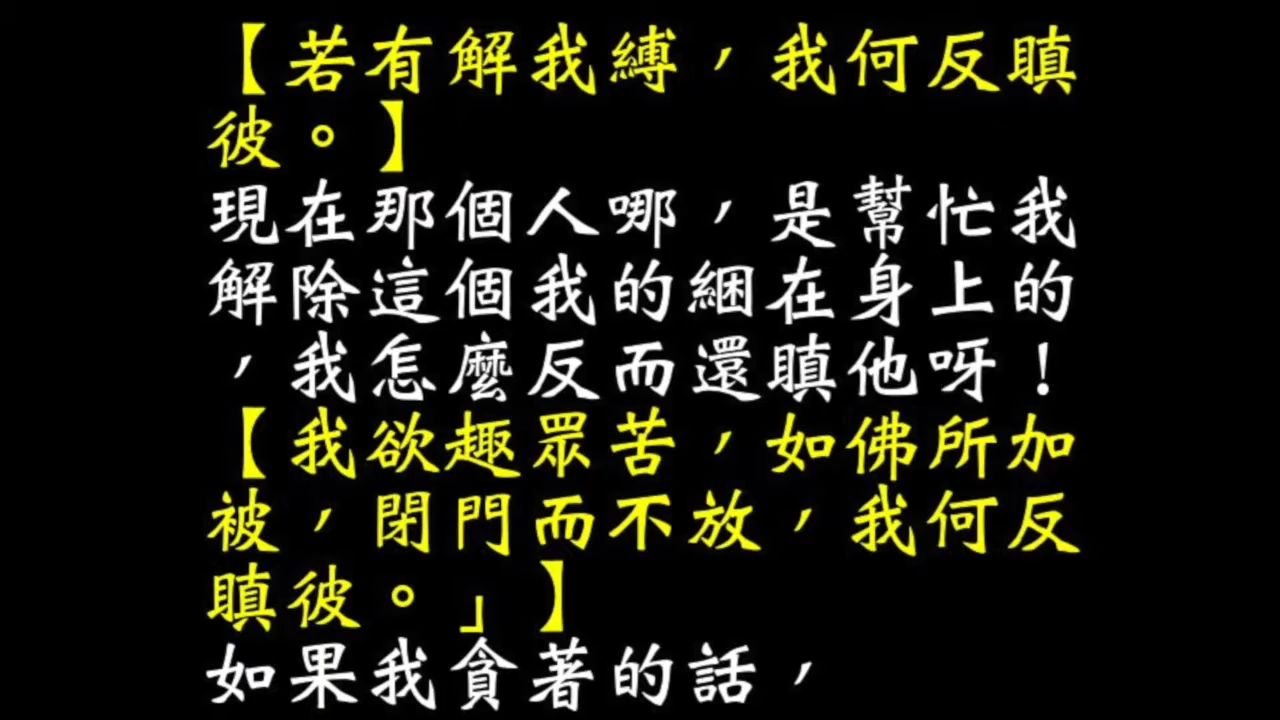 【若有解我縛，我何反瞋
彼。】
現在那個人哪，是幫忙我
解除這個我的綑在身上的
，我怎麼反而還瞋他呀！
【我欲趣眾苦，如佛所加
被，閉門而不放，我何反
瞋彼。」】
如果我貪著的話，